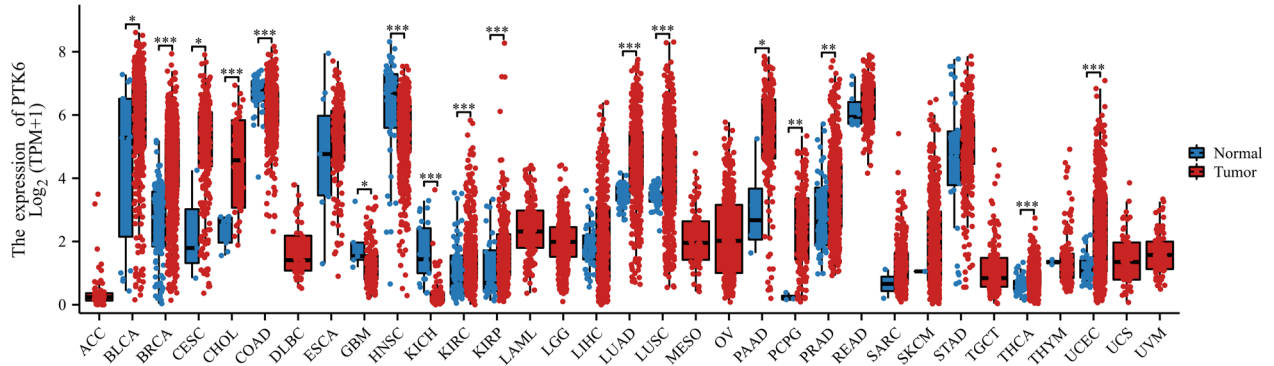 The expression of PTK6
Log2 (TPM+1)
8
6
4
2
0
* *** * *** *** * *** *** *** *** *** *** * ** ** *** ***
ACC BLCA BRCA CESC CHOL COAD DLBC ESCA GBM HNSC KICH KIRC KIRP LAML LGG LIHC LUAD LUSC MESO OV PAAD PCPG PRAD READ SARC SKCM STAD TGCT THCA THYM UCEC UCS UVM
Normal
Tumor